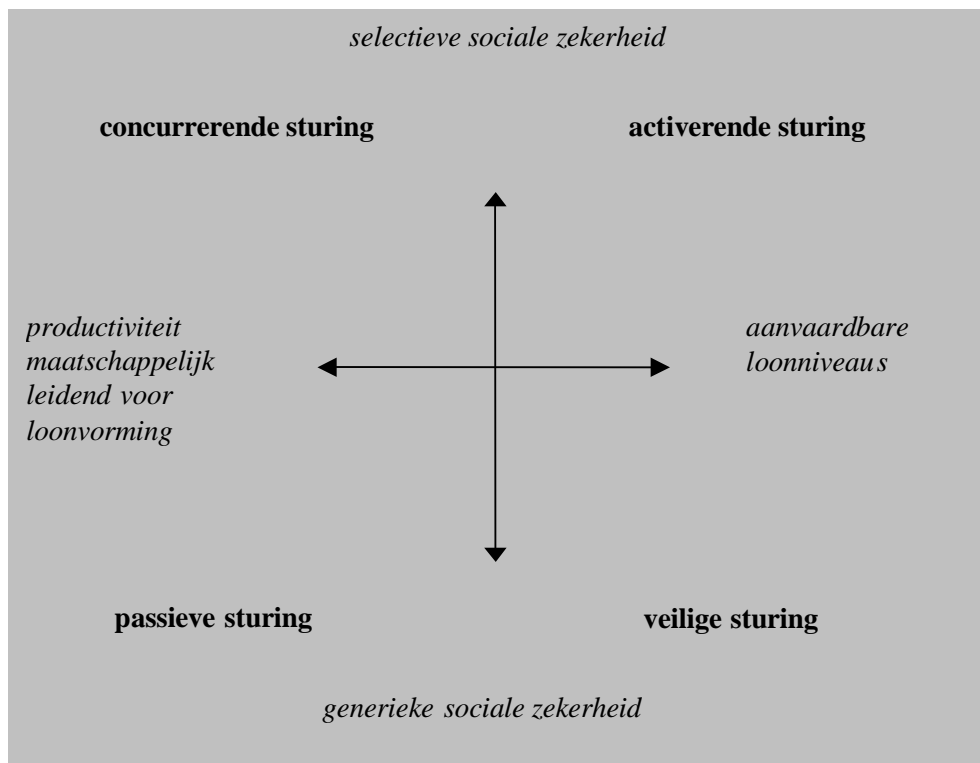 selectieve sociale zekerheid
concurrerende sturing
activerende sturing
productiviteit
maatschappelijk
leidend voor
loonvorming
aanvaardbare
loonniveaus
passieve sturing
veilige sturing
generieke sociale zekerheid